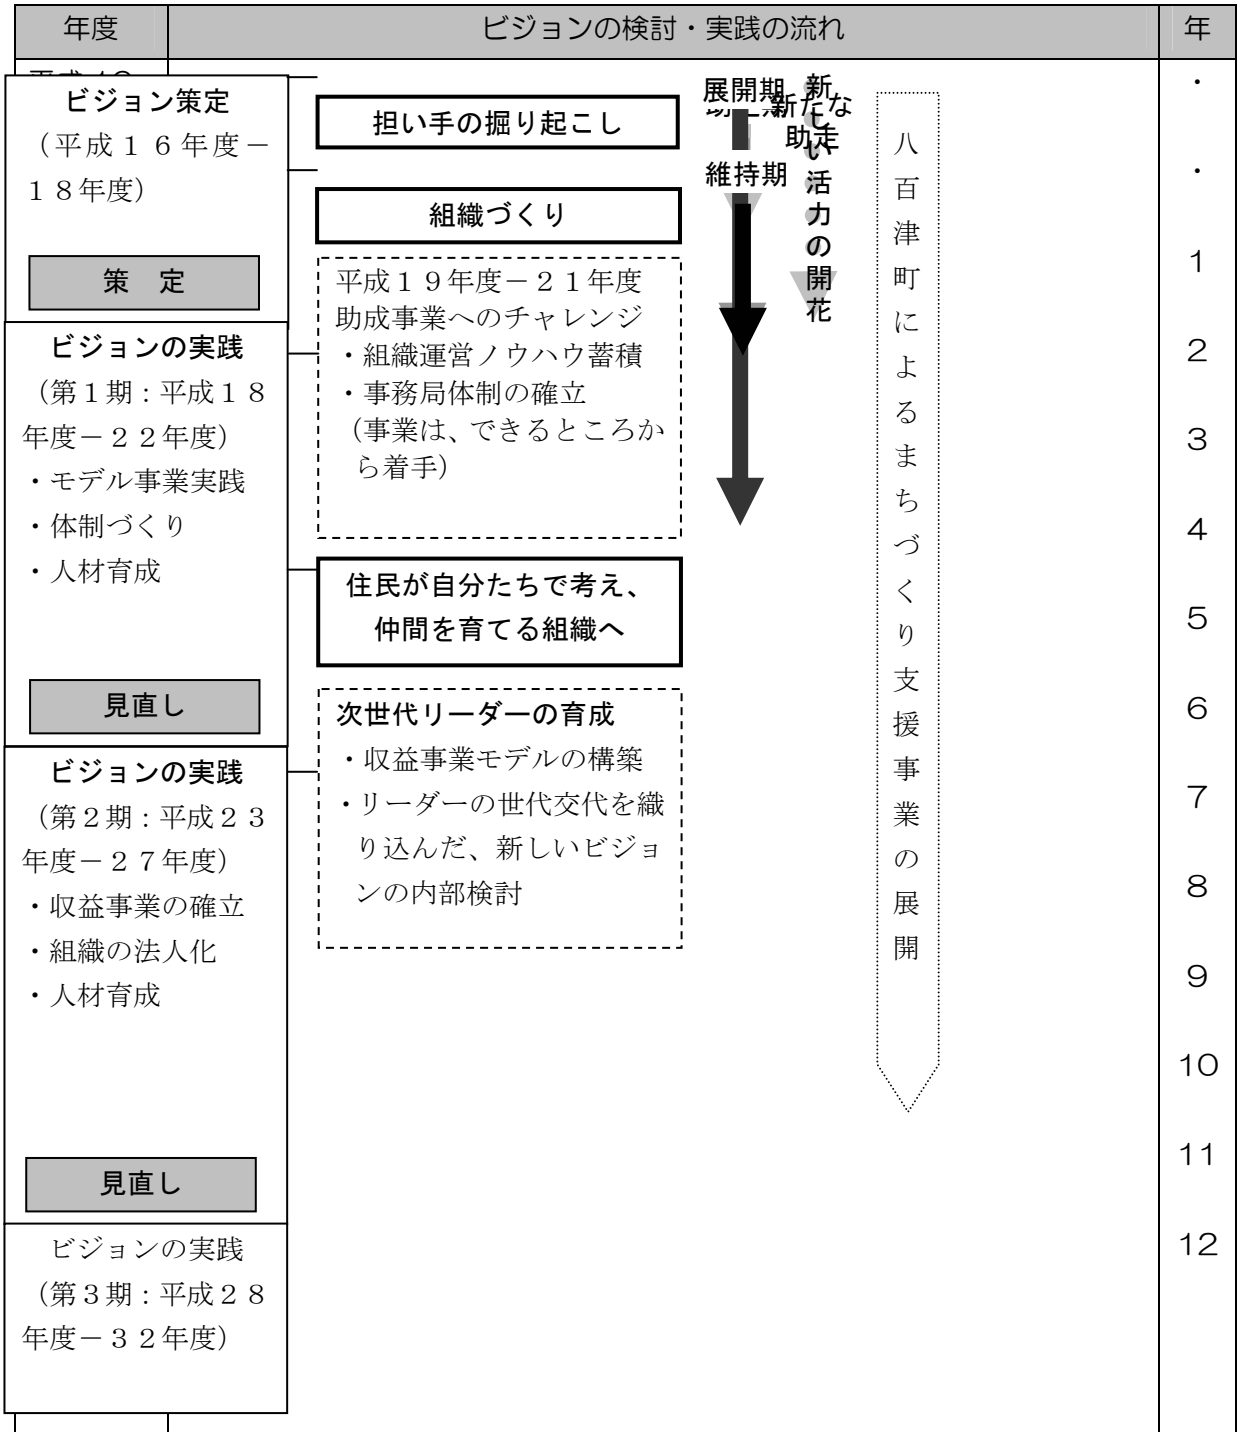 年度
ビジョンの検討・実践の流れ
年
ビジョン策定
（平成１６年度－
１８年度）
策　定
ビジョンの実践
（第１期：平成１８
年度－２２年度）
・モデル事業実践
・体制づくり
・人材育成
見直し
ビジョンの実践
（第２期：平成２３
年度－２７年度）
・収益事業の確立
・組織の法人化
・人材育成
見直し
ビジョンの実践
（第３期：平成２８
年度－３２年度）
担い手の掘り起こし
組織づくり
平成１９年度－２１年度
助成事業へのチャレンジ
・組織運営ノウハウ蓄積
・事務局体制の確立
（事業は、できるところか
ら着手）
住民が自分たちで考え、
仲間を育てる組織へ
次世代リーダーの育成
・収益事業モデルの構築
・リーダーの世代交代を織
り込んだ、新しいビジョ
ンの内部検討
展開期
維持期
新たな
助走
新しい活力の開花
八百津町によるまちづくり支援事業の展開
・
・
1
2
3
4
5
6
7
8
9
10
11
12